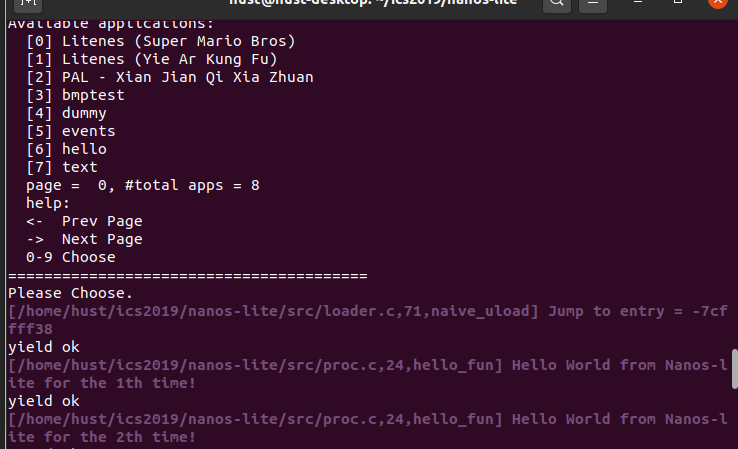 hust@hust-desktop: ~/ics2019/nanos-lite
Available applications:
[0] Litenes (Super Mario Bros)
[1] Litenes (Yie Ar Kung Fu)
[2] PAL - Xian Jian Qi Xia Zhuan
[3] bmptest
[4] dummy
[5] events
[6] hello
[7] text
page =  0, #total apps = 8
help:
<-  Prev Page
->  Next Page
0-9 Choose
========================================
Please Choose.
[/home/hust/ics2019/nanos-lite/src/loader.c,71,naive_uload] Jump to entry = -7cf
fff38
yield ok
[/home/hust/ics2019/nanos-lite/src/proc.c,24,hello_fun] Hello World from Nanos-l
ite for the 1th time!
yield ok
[/home/hust/ics2019/nanos-lite/src/proc.c,24,hello_fun] Hello World from Nanos-l
ite for the 2th time!